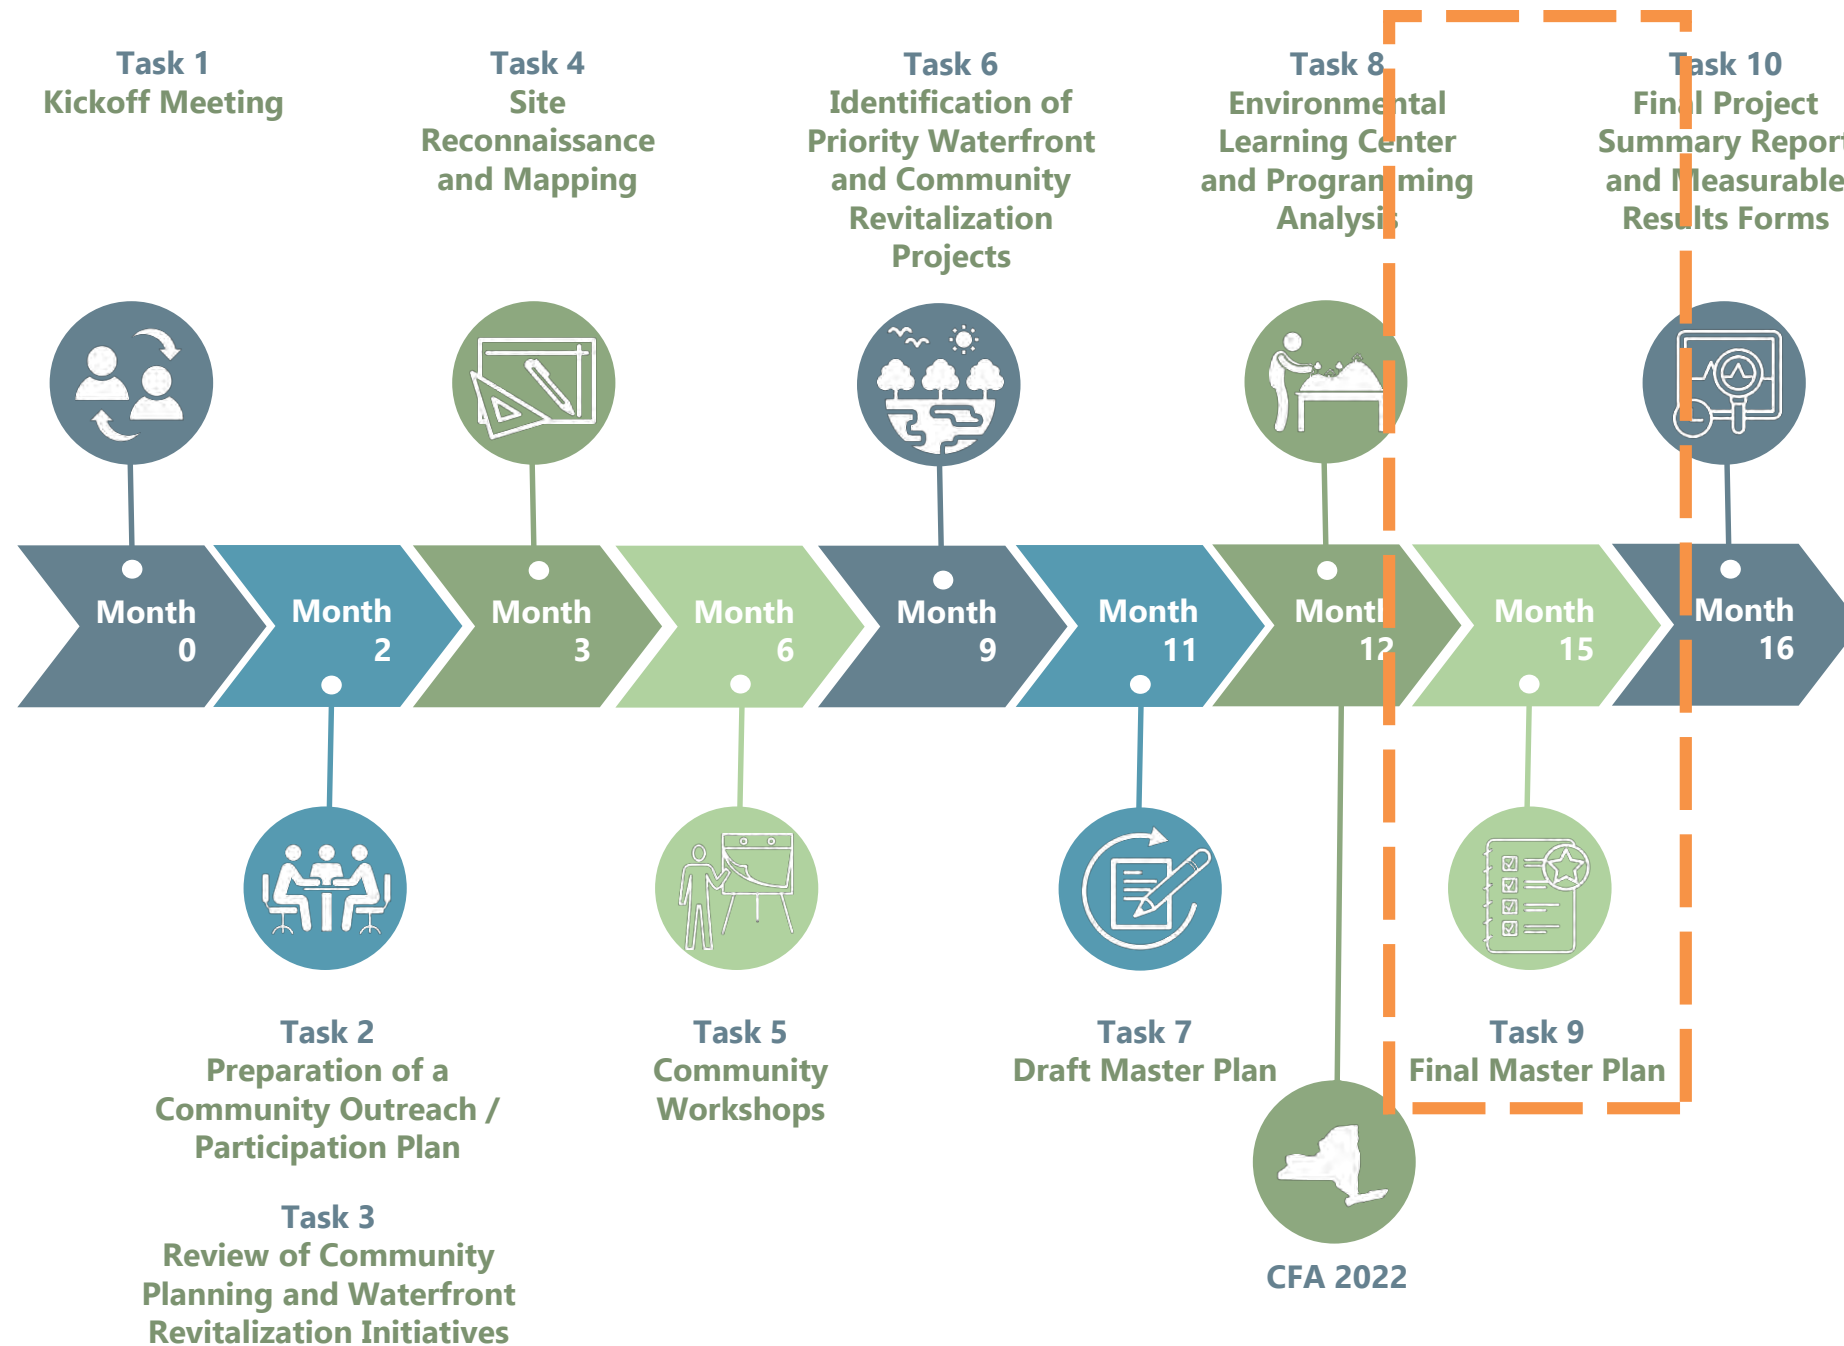 Task 1
Kickoff Meeting
Task 4
Site
Reconnaissance
and Mapping
Task 6
Identification of
Priority Waterfront
and Community
Revitalization
Projects
Task 8
Environmental
Learning Center
and Programming
Analysis
Task 10
Final Project
Summary Report
and Measurable
Results Forms
Month
0
Month
2
Month
3
Month
6
Month
9
Month
11
Month
12
Month
15
Month
16
Task 2
Preparation of a
Community Outreach /
Participation Plan
Task 3
Review of Community
Planning and Waterfront
Revitalization Initiatives
Task 5
Community
Workshops
Task 7
Draft Master Plan
CFA 2022
Task 9
Final Master Plan